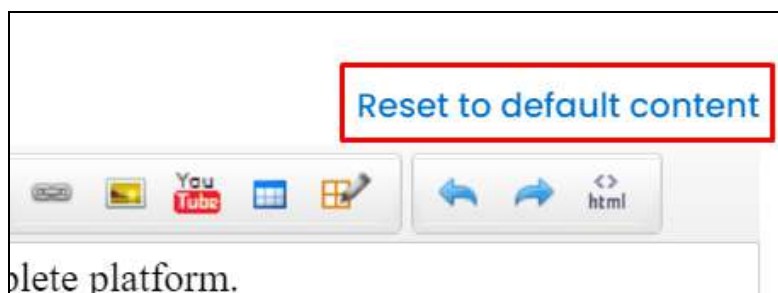 Reset to default content
You
Tube
<>
html
plete platform.